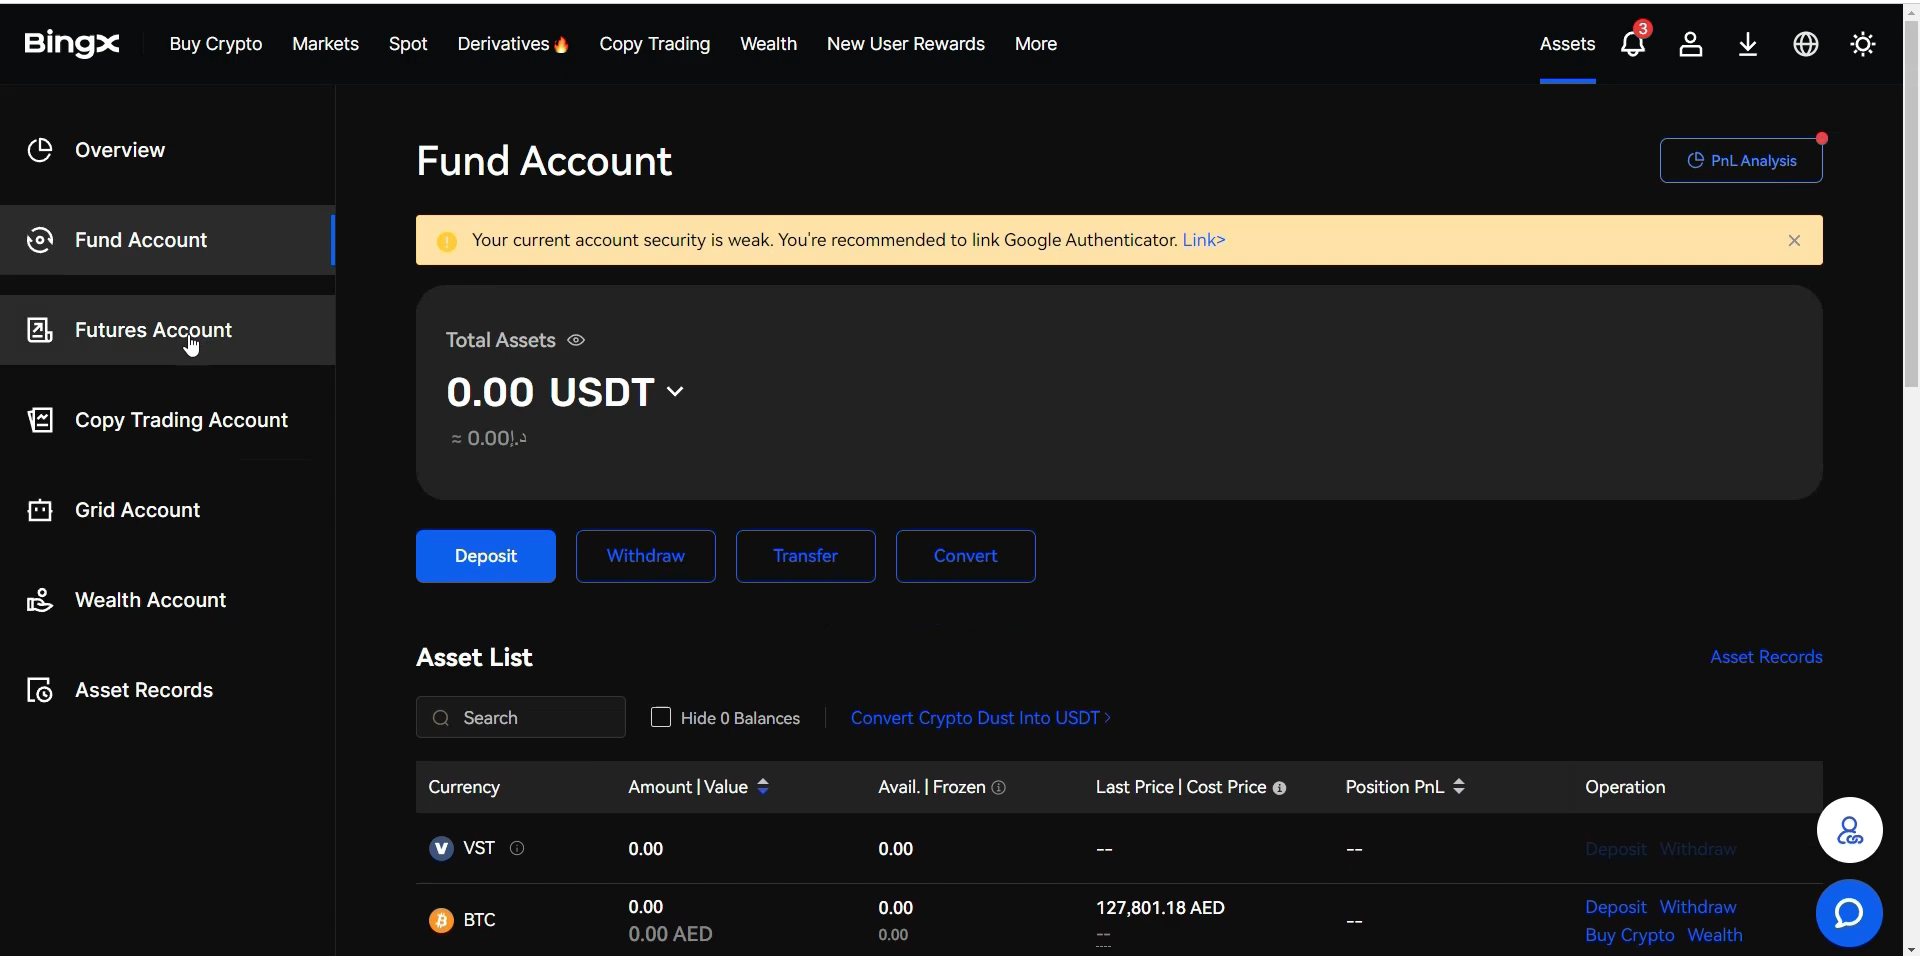 BingX Buy Crypto Markets Spot Derivatives🔥 Copy Trading Wealth New User Rewards More Assets 3
Overview
Fund Account
Futures Account
Copy Trading Account
Grid Account
Wealth Account
Asset Records
Fund Account
PnL Analysis
Your current account security is weak. You're recommended to link Google Authenticator. Link>
Total Assets
0.00 USDT
≈ 0.00د.إ
Deposit Withdraw Transfer Convert
Asset List
Asset Records
Search Hide 0 Balances Convert Crypto Dust Into USDT >
Currency Amount | Value Avail. | Frozen Last Price | Cost Price Position PnL Operation
VST 0.00 0.00 -- -- Deposit Withdraw
BTC 0.00 0.00 127,801.18 AED -- Deposit Withdraw
0.00 AED 0.00 -- Buy Crypto Wealth